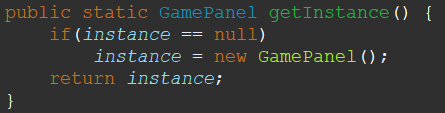 public static GamePanel getInstance() {
    if(instance == null)
        instance = new GamePanel();
    return instance;
}